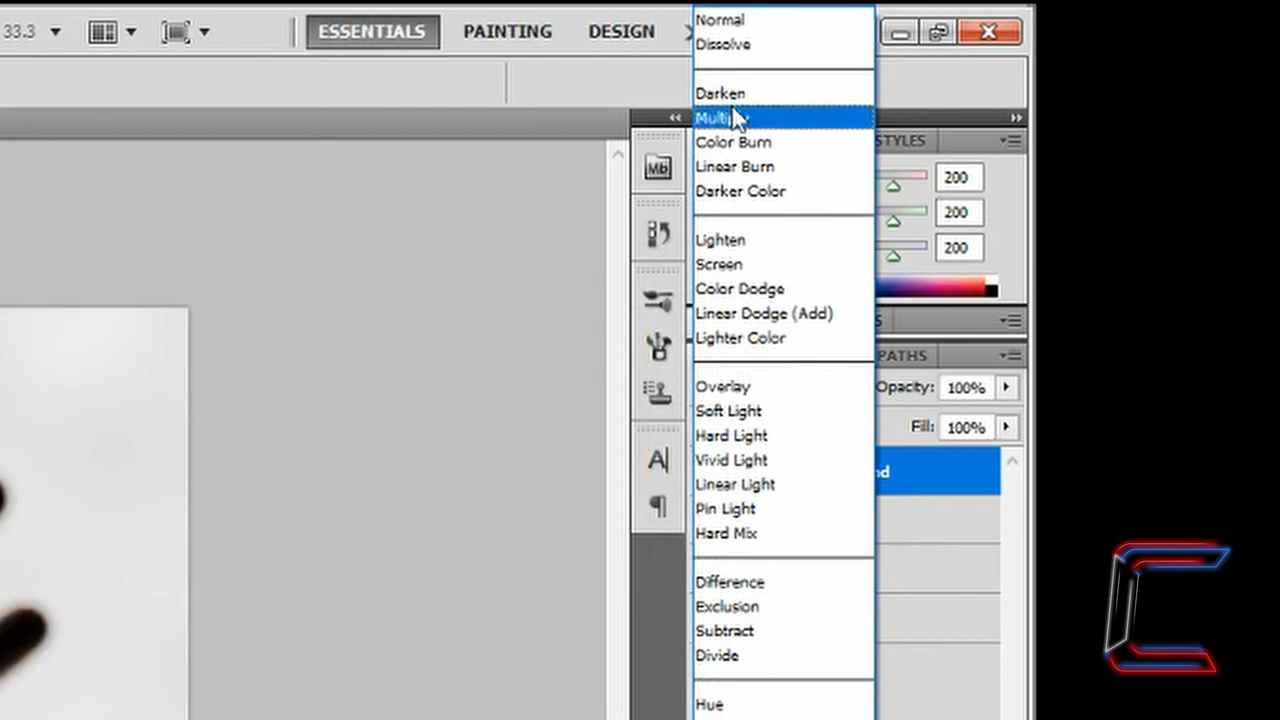 33.3
ESSENTIALS
PAINTING
DESIGN
Normal
Dissolve
Darken
Multiply
Color Burn
Linear Burn
Darker Color
Lighten
Screen
Color Dodge
Linear Dodge (Add)
Lighter Color
Overlay
Soft Light
Hard Light
Vivid Light
Linear Light
Pin Light
Hard Mix
Difference
Exclusion
Subtract
Divide
Hue
Mb
STYLES
200
200
200
S
PATHS
Opacity: 100%
Fill: 100%
nd
A
¶